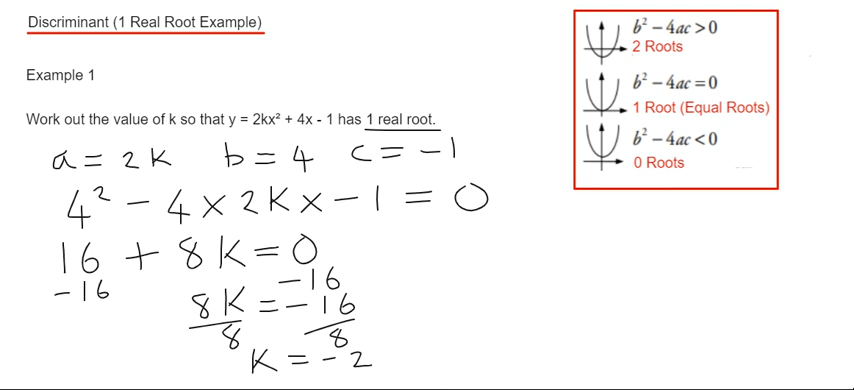 Discriminant (1 Real Root Example)
Example 1
Work out the value of k so that y = 2kx² + 4x - 1 has 1 real root.
a = 2k b = 4 c = -1
4² - 4 × 2k × -1 = 0
16 + 8k = 0
-16 -16
8k = -16
8 8
k = -2
b² – 4ac > 0
2 Roots
b² – 4ac = 0
1 Root (Equal Roots)
b² – 4ac < 0
0 Roots